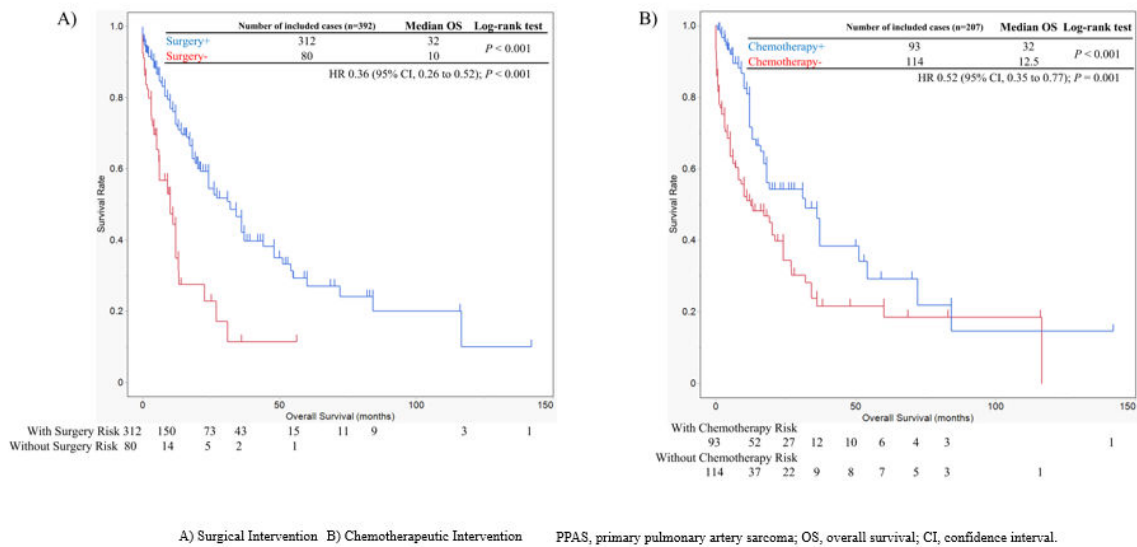 A)
Number of included cases (n=392) Median OS Log-rank test
Surgery+ 312 32
P < 0.001
Surgery- 80 10
HR 0.36 (95% CI, 0.26 to 0.52); P < 0.001
1.0
0.8
0.6
0.4
0.2
0
Survival Rate
0 50 100 150
Overall Survival (months)
With Surgery Risk 312 150 73 43 15 11 9 3 1
Without Surgery Risk 80 14 5 2 1
B)
Number of included cases (n=207) Median OS Log-rank test
Chemotherapy+ 93 32
P < 0.001
Chemotherapy- 114 12.5
HR 0.52 (95% CI, 0.35 to 0.77); P = 0.001
1.0
0.8
0.6
0.4
0.2
0
Survival Rate
0 50 100 150
Overall Survival (months)
With Chemotherapy Risk
93 52 27 12 10 6 4 3 1
Without Chemotherapy Risk
114 37 22 9 8 7 5 3 1
A) Surgical Intervention B) Chemotherapeutic Intervention PPAS, primary pulmonary artery sarcoma; OS, overall survival; CI, confidence interval.